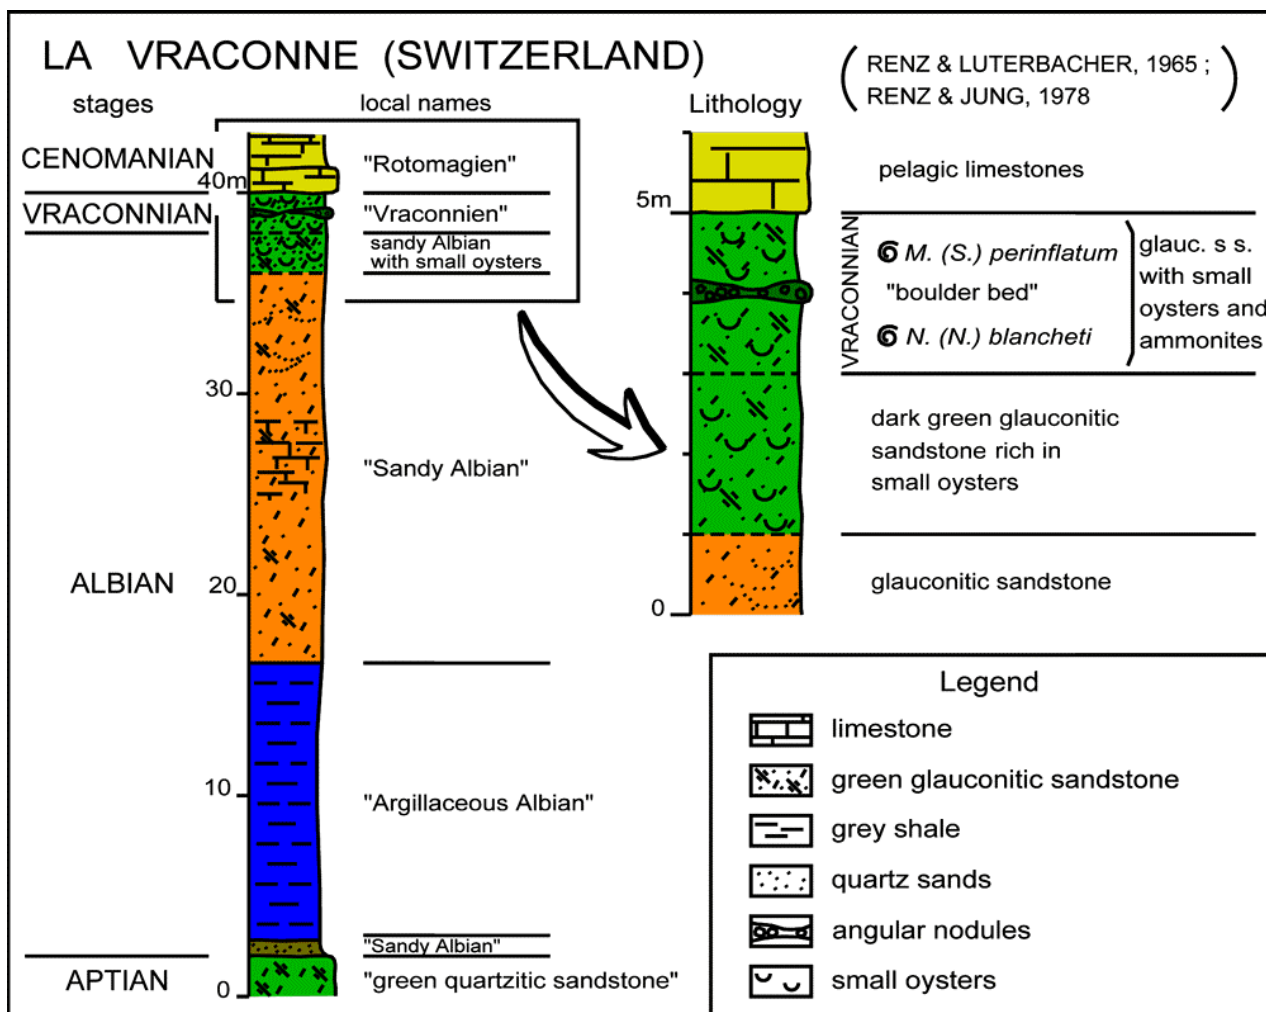 LA VRACONNE (SWITZERLAND)
( RENZ & LUTERBACHER, 1965 ;
RENZ & JUNG, 1978 )
stages
local names
Lithology
CENOMANIAN
40m
"Rotomagien"
VRACONNIAN
"Vraconnien"
sandy Albian
with small oysters
30
"Sandy Albian"
ALBIAN
20
10
"Argillaceous Albian"
"Sandy Albian"
APTIAN
0
"green quartzitic sandstone"
pelagic limestones
5m
VRACONNIAN
M. (S.) perinflatum
"boulder bed"
N. (N.) blancheti
glauc. s s.
with small
oysters and
ammonites
dark green glauconitic
sandstone rich in
small oysters
glauconitic sandstone
0
Legend
limestone
green glauconitic sandstone
grey shale
quartz sands
angular nodules
small oysters